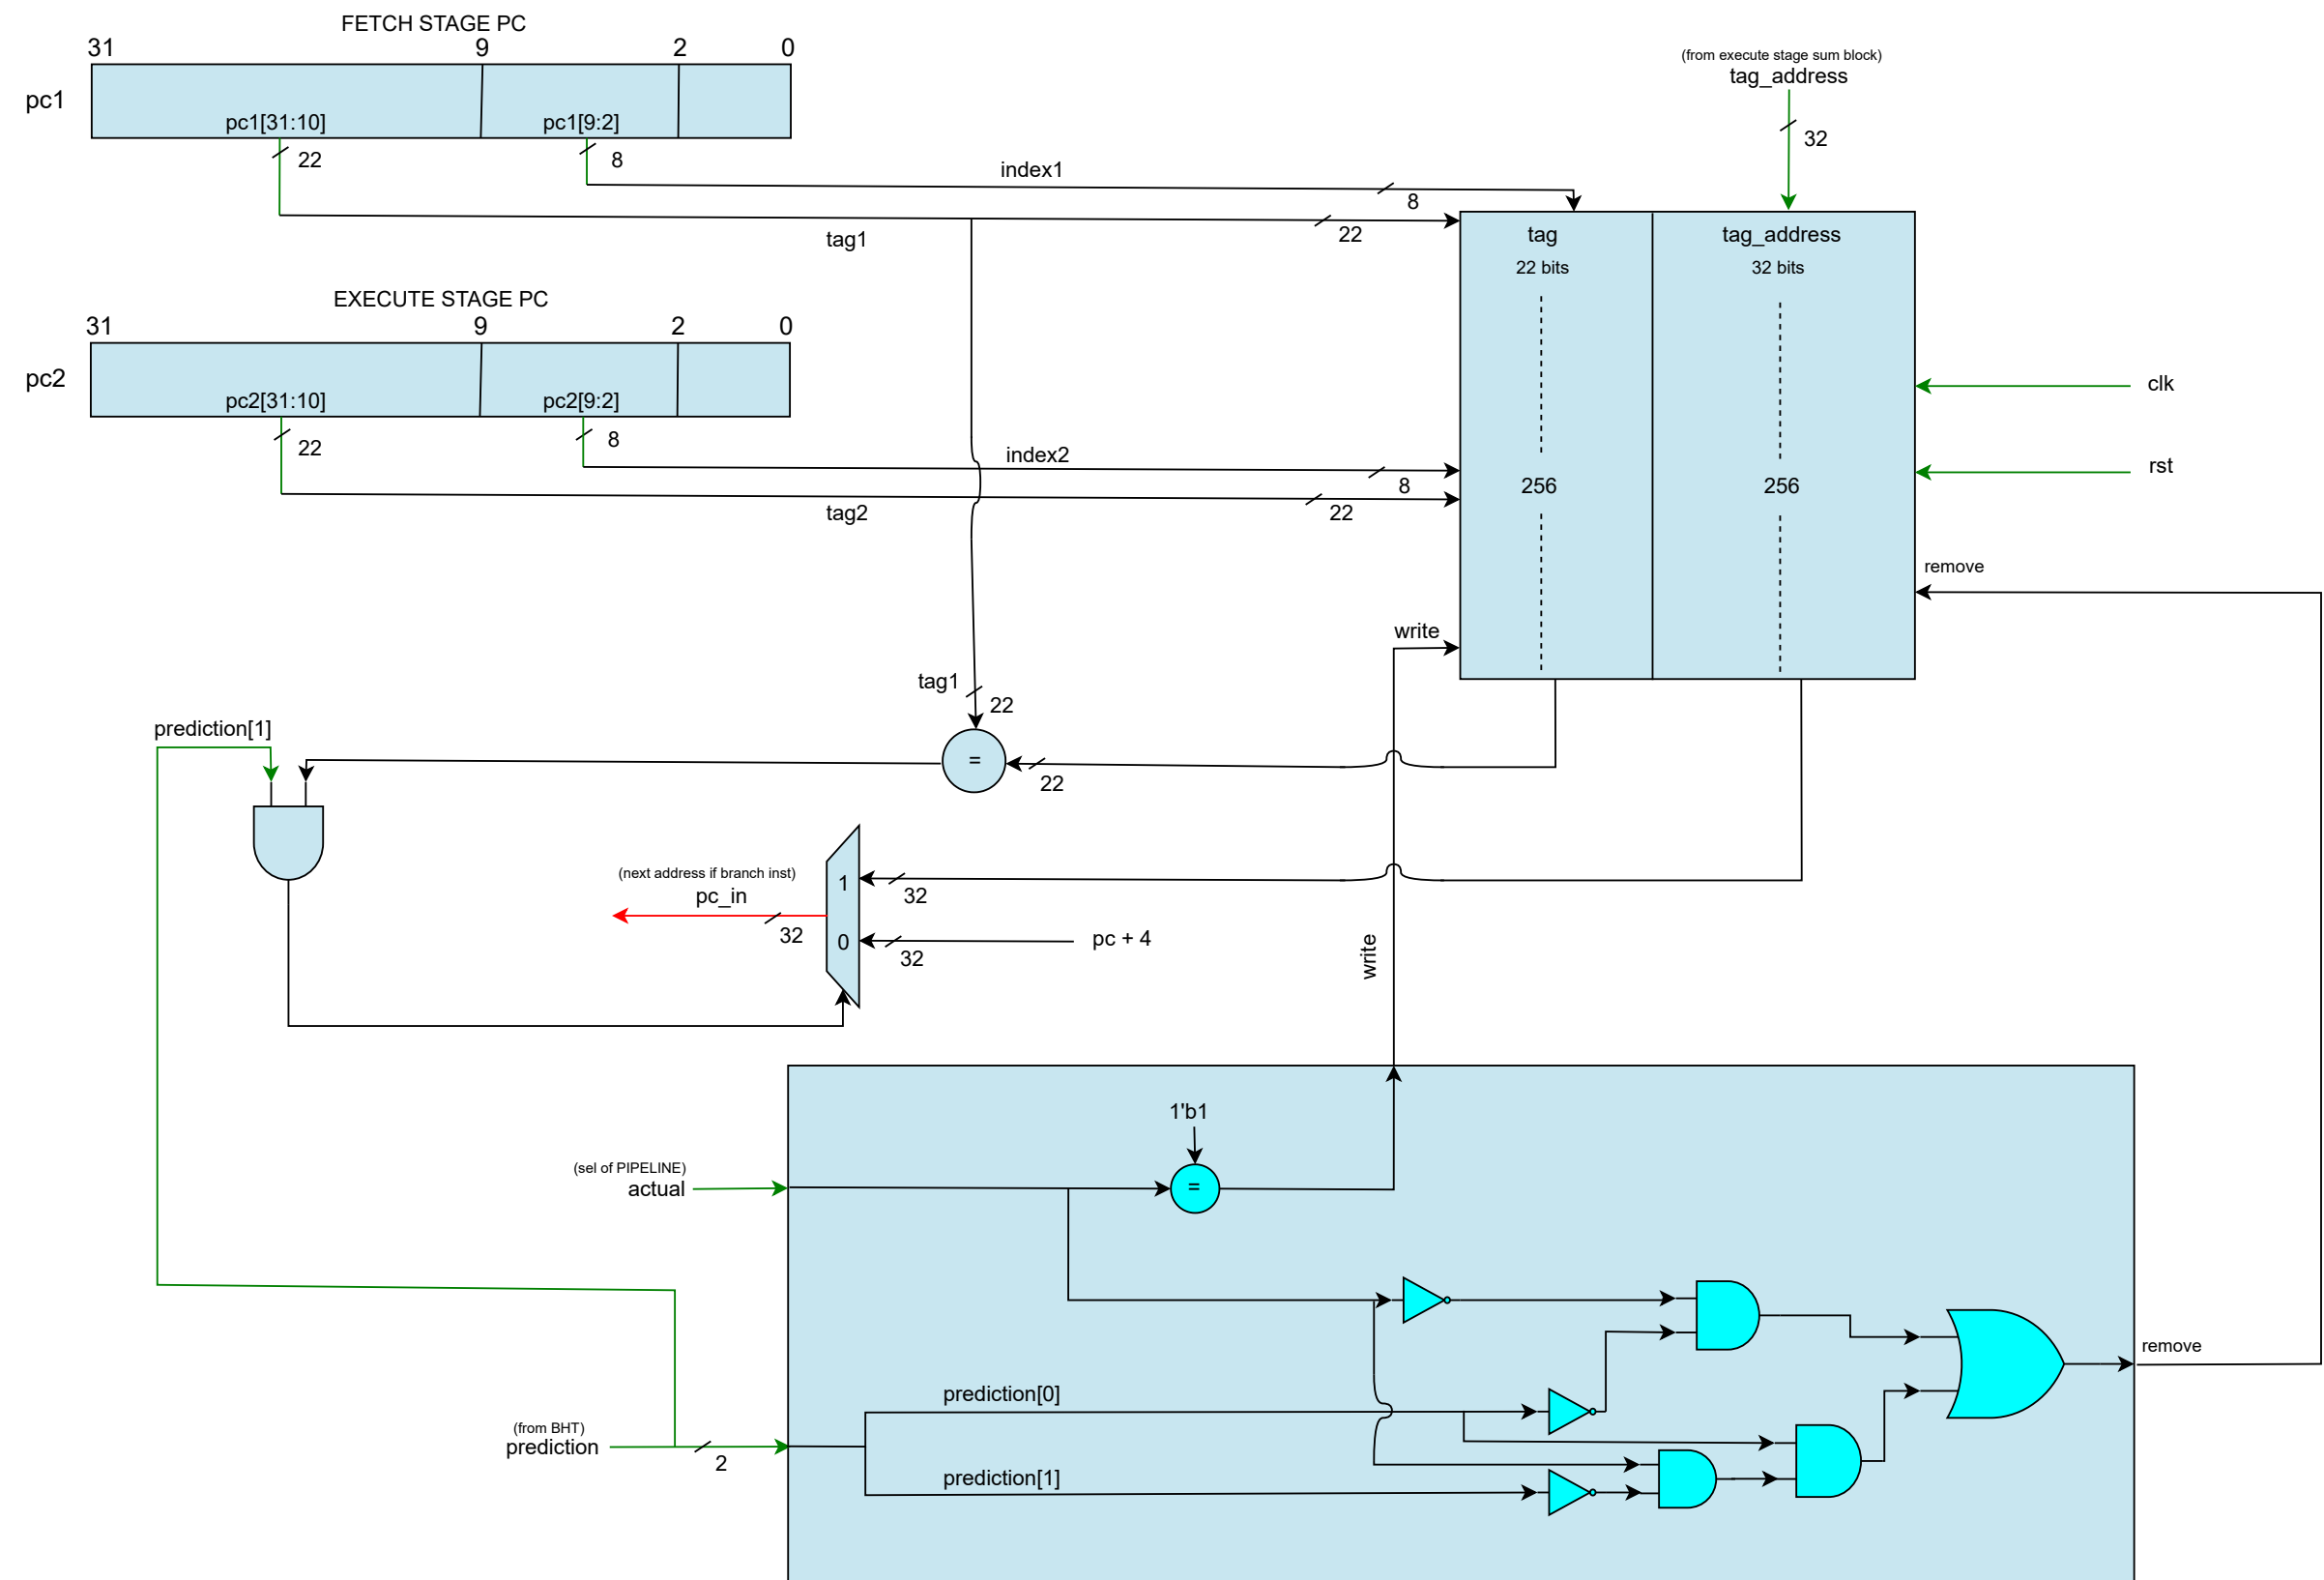 FETCH STAGE PC
31
9
2
0
pc1
pc1[31:10]
pc1[9:2]
22
8
index1
8
tag1
22
(from execute stage sum block)
tag_address
32
tag
tag_address
22 bits
32 bits
256
256
clk
rst
remove
EXECUTE STAGE PC
31
9
2
0
pc2
pc2[31:10]
pc2[9:2]
22
8
index2
8
tag2
22
write
tag1
22
=
22
prediction[1]
(next address if branch inst)
pc_in
32
1
0
32
pc + 4
32
write
1'b1
=
(sel of PIPELINE)
actual
prediction[0]
(from BHT)
prediction
2
prediction[1]
remove